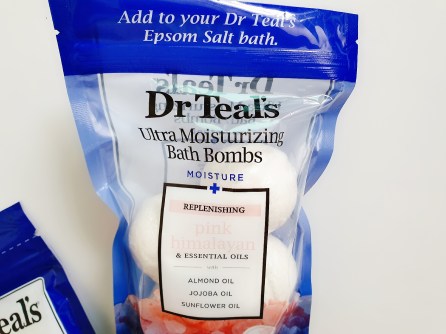 Add to your Dr Teal's
Epsom Salt bath.
Dr Teal's
Ultra Moisturizing
Bath Bombs
MOISTURE
REPLENISHING
pink
himalayan
& ESSENTIAL OILS
with
ALMOND OIL
JOJOBA OIL
SUNFLOWER OIL
eal's